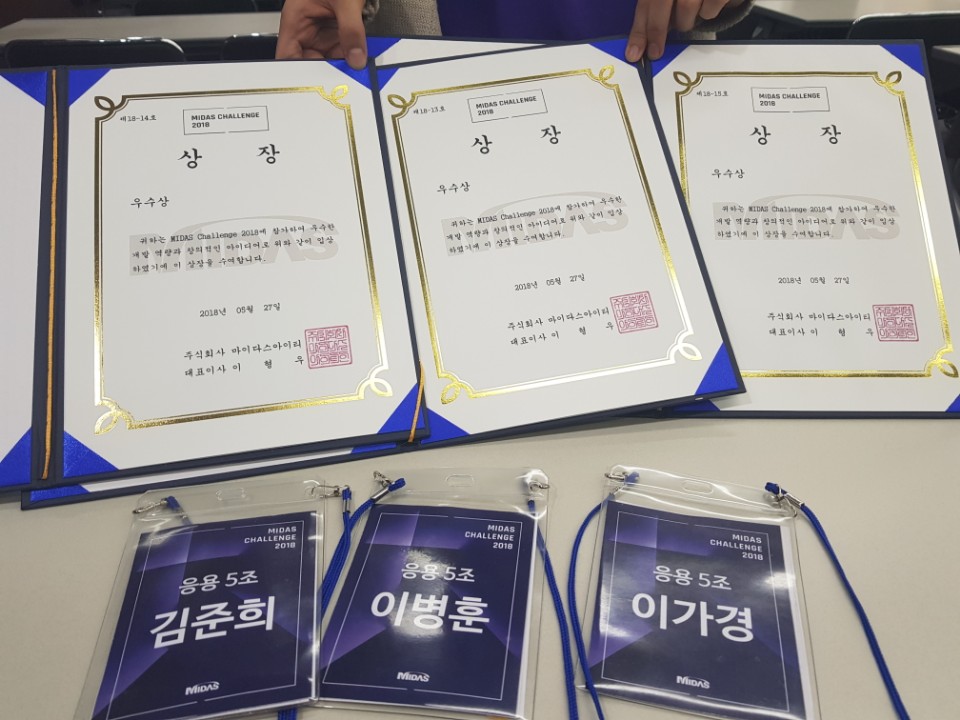 제18-14호
MIDAS CHALLENGE
2018
상 장
우수상
귀하는 MIDAS Challenge 2018에 참가하여 우수한
개발 역량과 창의적인 아이디어로 위와 같이 입상
하였기에 이 상장을 수여합니다.
2018년 05월 27일
주식회사 마이다스아이티
대표이사 이 형 우
제18-13호
MIDAS CHALLENGE
2018
상 장
우수상
귀하는 MIDAS Challenge 2018에 참가하여 우수한
개발 역량과 창의적인 아이디어로 위와 같이 입상
하였기에 이 상장을 수여합니다.
2018년 05월 27일
주식회사 마이다스아이티
대표이사 이 형 우
제18-15호
MIDAS CHALLENGE
2018
상 장
우수상
귀하는 MIDAS Challenge 2018에 참가하여 우수한
개발 역량과 창의적인 아이디어로 위와 같이 입상
하였기에 이 상장을 수여합니다.
2018년 05월 27일
주식회사 마이다스아이티
대표이사 이 형 우
MIDAS
CHALLENGE
2018
응용 5조
김준희
MIDAS
MIDAS
CHALLENGE
2018
응용 5조
이병훈
MIDAS
MIDAS
CHALLENGE
2018
응용 5조
이가경
MIDAS